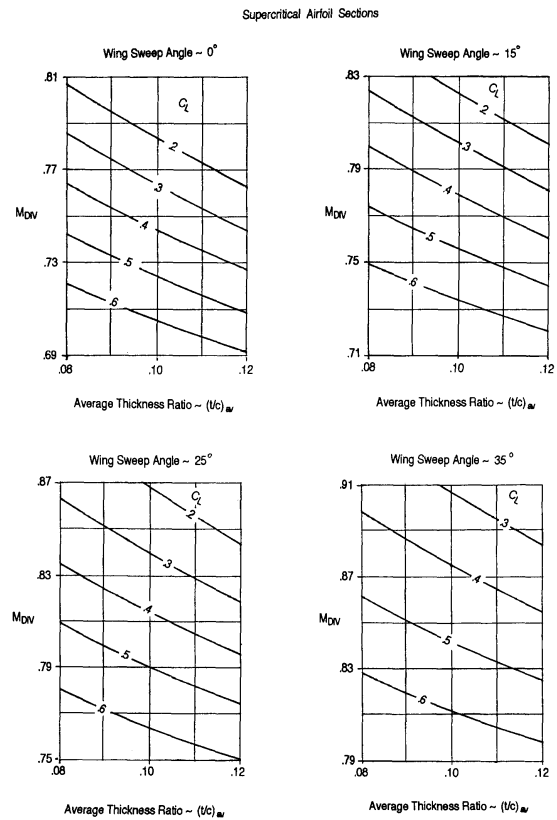 Supercritical Airfoil Sections
Wing Sweep Angle ~ 0°
.81
.77
MDIV
.73
.69
CL
.2
.3
.4
.5
.6
.08
.10
.12
Average Thickness Ratio ~ (t/c)av
Wing Sweep Angle ~ 15°
.83
.79
MDIV
.75
.71
CL
.2
.3
.4
.5
.6
.08
.10
.12
Average Thickness Ratio ~ (t/c)av
Wing Sweep Angle ~ 25°
.87
.83
MDIV
.79
.75
CL
.2
.3
.4
.5
.6
.08
.10
.12
Average Thickness Ratio ~ (t/c)av
Wing Sweep Angle ~ 35°
.91
.87
MDIV
.83
.79
CL
.3
.4
.5
.6
.08
.10
.12
Average Thickness Ratio ~ (t/c)av